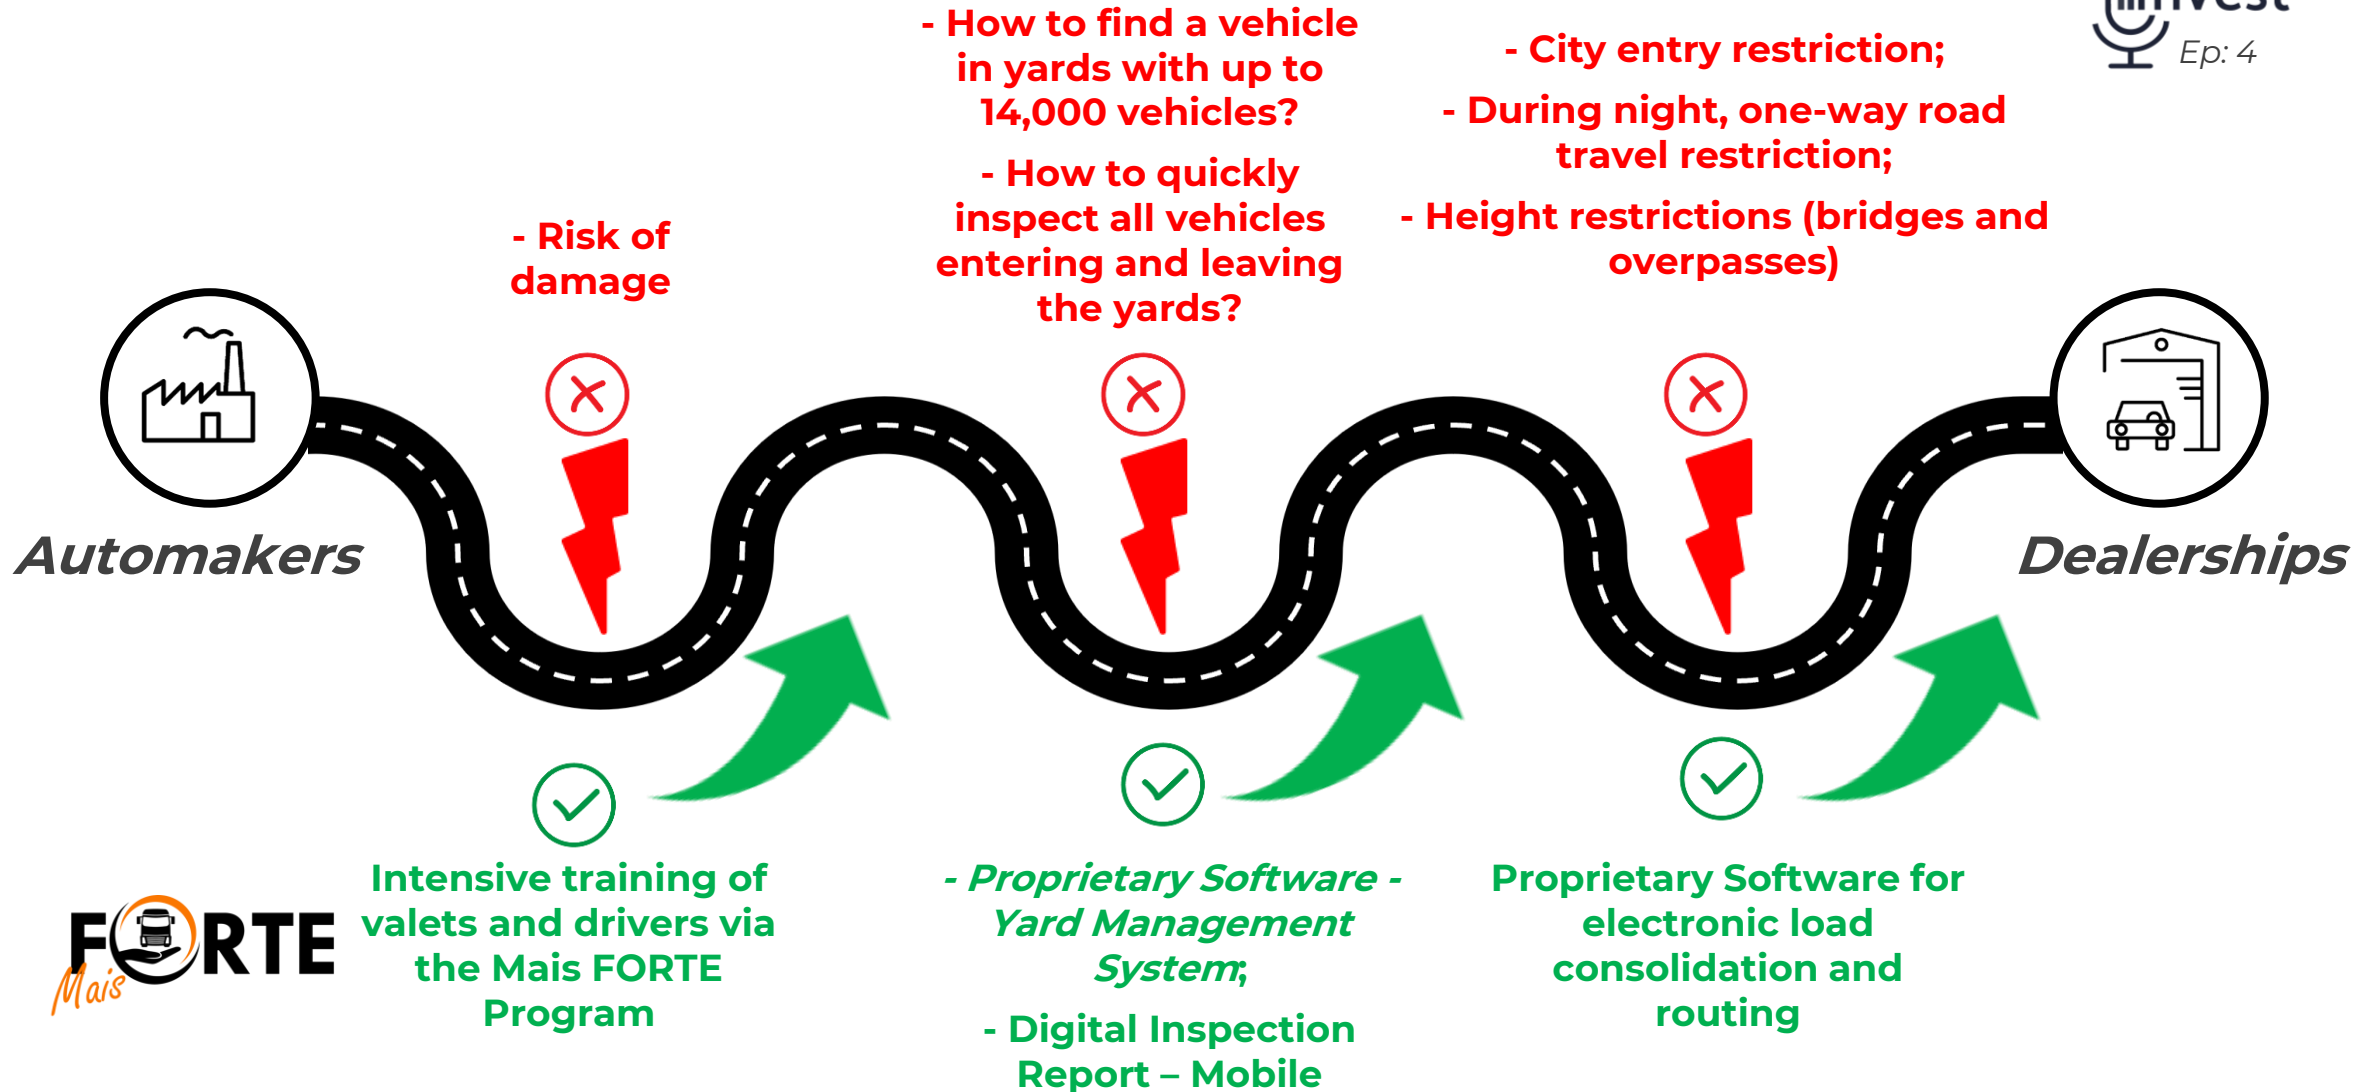 - How to find a vehicle
in yards with up to
14,000 vehicles?
- How to quickly
inspect all vehicles
entering and leaving
the yards?
- City entry restriction;
- During night, one-way road
travel restriction;
- Height restrictions (bridges and
overpasses)
Ep: 4
- Risk of
damage
Automakers
Dealerships
FORTE
Mais
Intensive training of
valets and drivers via
the Mais FORTE
Program
- Proprietary Software -
Yard Management
System;
- Digital Inspection
Report – Mobile
Proprietary Software for
electronic load
consolidation and
routing